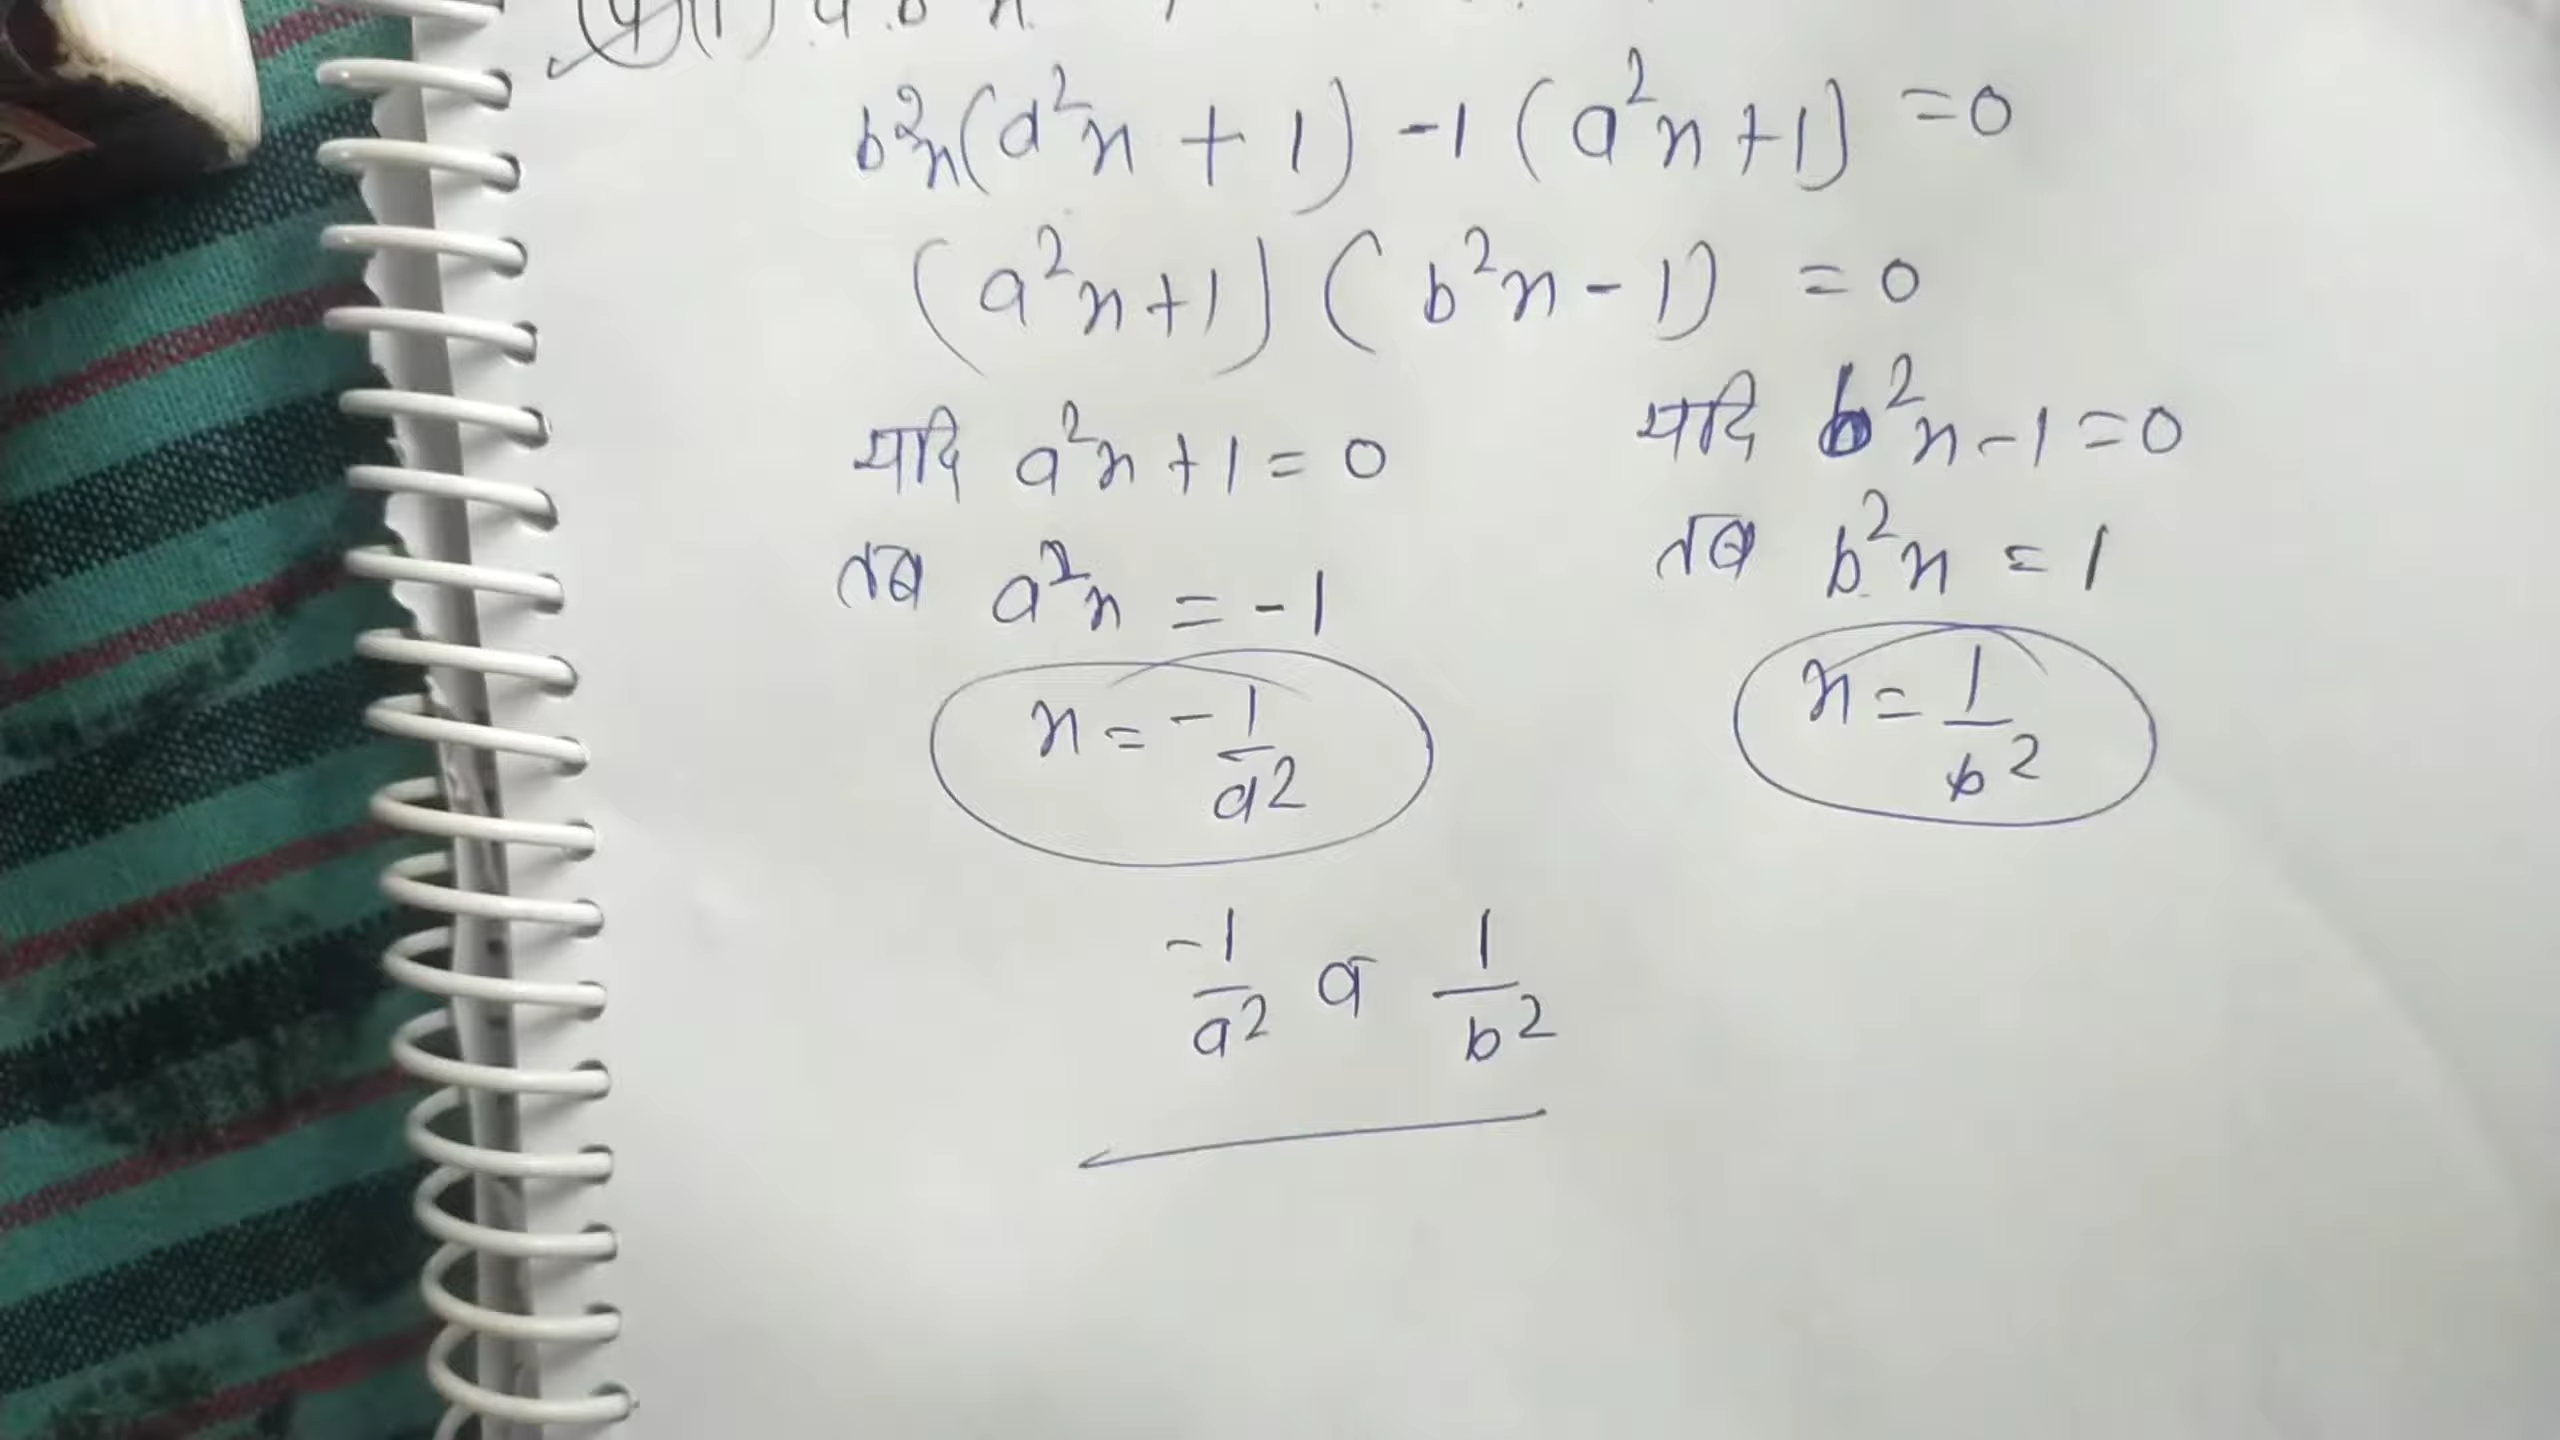 b²x(a²x + 1) -1 (a²x+1) =0
(a²x+1) (b²x-1) =0
यदि a²x+1=0 यदि b²x-1=0
तब a²x = -1 तब b²x = 1
x = -1/a² x = 1/b²
-1/a² व 1/b²